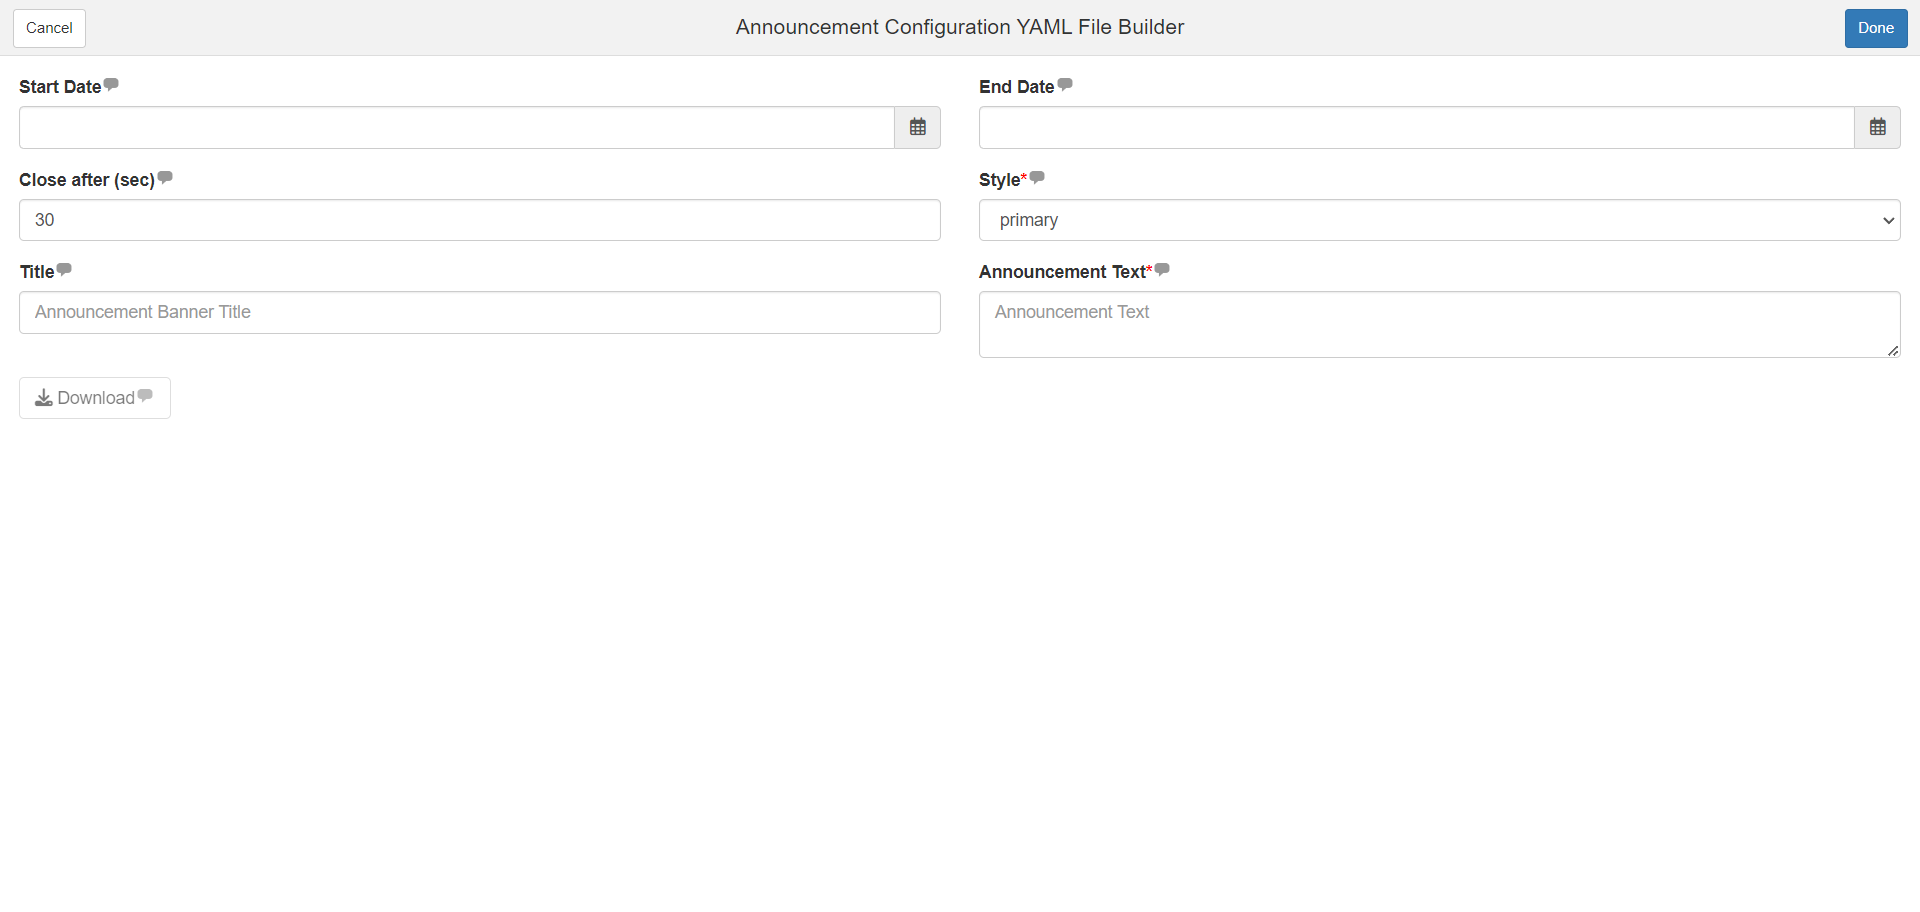 Cancel
Announcement Configuration YAML File Builder
Done
Start Date
End Date
Close after (sec)
Style*
30
primary
Title
Announcement Text*
Announcement Banner Title
Announcement Text
Download